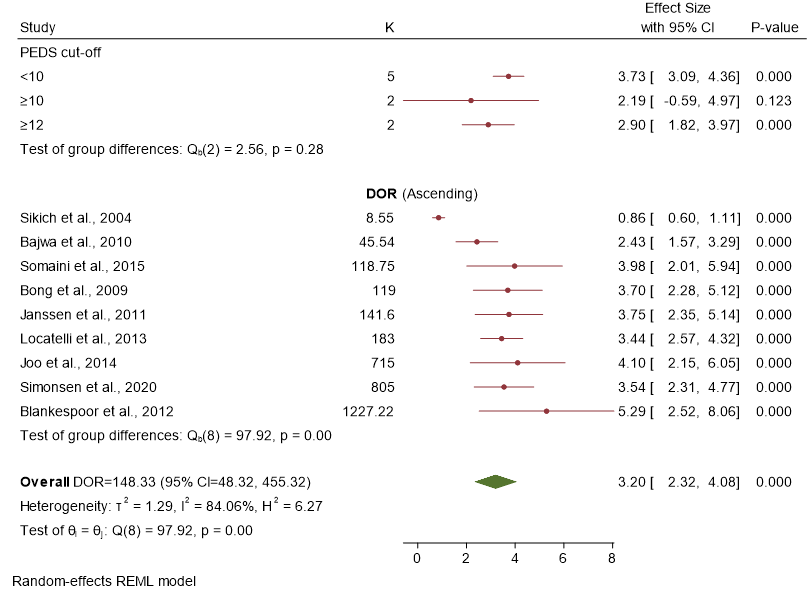 Effect Size
Study K with 95% CI P-value
PEDS cut-off
<10 5 3.73 [ 3.09, 4.36] 0.000
≥10 2 2.19 [ -0.59, 4.97] 0.123
≥12 2 2.90 [ 1.82, 3.97] 0.000
Test of group differences: Qb(2) = 2.56, p = 0.28
DOR (Ascending)
Sikich et al., 2004 8.55 0.86 [ 0.60, 1.11] 0.000
Bajwa et al., 2010 45.54 2.43 [ 1.57, 3.29] 0.000
Somaini et al., 2015 118.75 3.98 [ 2.01, 5.94] 0.000
Bong et al., 2009 119 3.70 [ 2.28, 5.12] 0.000
Janssen et al., 2011 141.6 3.75 [ 2.35, 5.14] 0.000
Locatelli et al., 2013 183 3.44 [ 2.57, 4.32] 0.000
Joo et al., 2014 715 4.10 [ 2.15, 6.05] 0.000
Simonsen et al., 2020 805 3.54 [ 2.31, 4.77] 0.000
Blankespoor et al., 2012 1227.22 5.29 [ 2.52, 8.06] 0.000
Test of group differences: Qb(8) = 97.92, p = 0.00
Overall DOR=148.33 (95% CI=48.32, 455.32) 3.20 [ 2.32, 4.08] 0.000
Heterogeneity: τ² = 1.29, I² = 84.06%, H² = 6.27
Test of θi = θj: Q(8) = 97.92, p = 0.00
0 2 4 6 8
Random-effects REML model